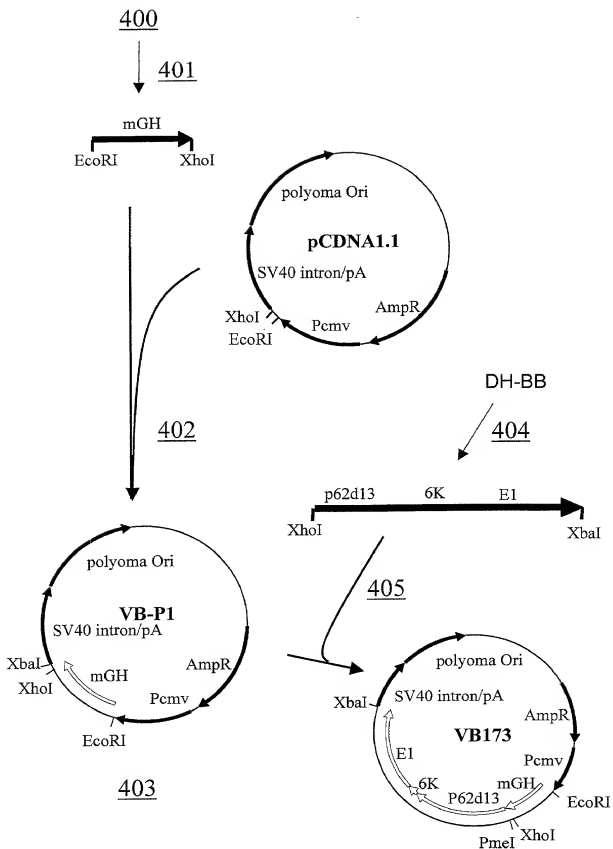 400
401
mGH
EcoRI
XhoI
polyoma Ori
pCDNA1.1
SV40 intron/pA
XhoI
EcoRI
Pcmv
AmpR
402
DH-BB
404
p62d13
6K
E1
XhoI
XbaI
polyoma Ori
VB-P1
SV40 intron/pA
XbaI
XhoI
mGH
AmpR
Pcmv
EcoRI
403
405
polyoma Ori
XbaI
SV40 intron/pA
AmpR
VB173
Pcmv
E1
6K
P62d13
mGH
EcoRI
XhoI
PmeI